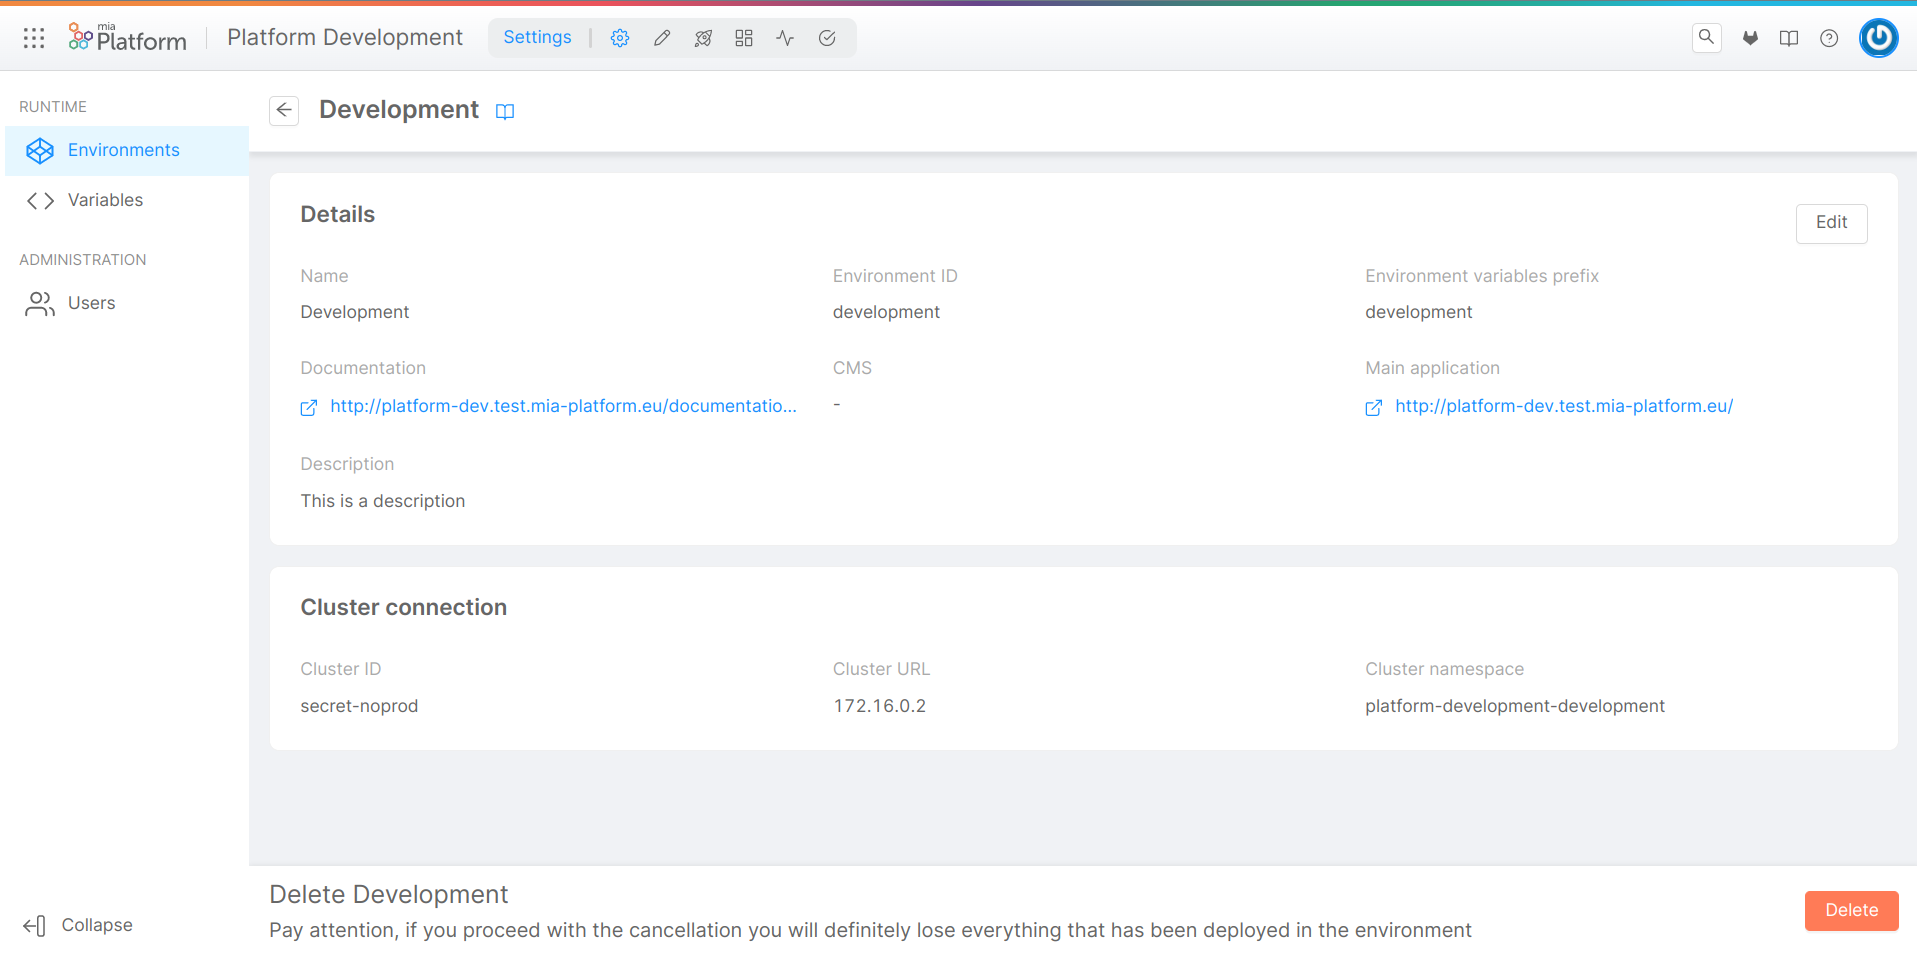 mia
Platform
Platform Development
Settings
RUNTIME
Environments
Variables
ADMINISTRATION
Users
Collapse
Development
Details
Edit
Name
Environment ID
Environment variables prefix
Development
development
development
Documentation
CMS
Main application
http://platform-dev.test.mia-platform.eu/documentatio...
-
http://platform-dev.test.mia-platform.eu/
Description
This is a description
Cluster connection
Cluster ID
Cluster URL
Cluster namespace
secret-noprod
172.16.0.2
platform-development-development
Delete Development
Pay attention, if you proceed with the cancellation you will definitely lose everything that has been deployed in the environment
Delete